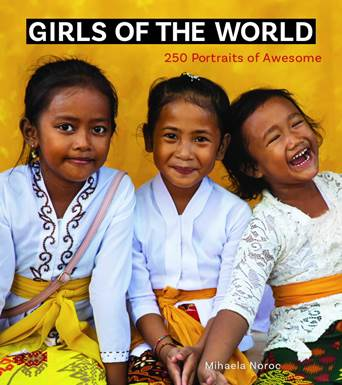 GIRLS OF THE WORLD
250 Portraits of Awesome
Mihaela Noroc